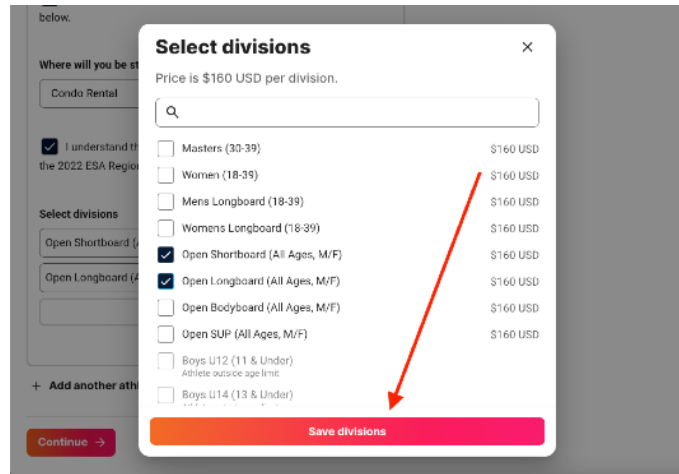 below.
Select divisions
Price is $160 USD per division.
Where will you be st
Condo Rental
Masters (30-39) $160 USD
I understand th
Women (18-39) $160 USD
the 2022 ESA Region
Mens Longboard (18-39) $160 USD
Select divisions
Womens Longboard (18-39) $160 USD
Open Shortboard (
Open Shortboard (All Ages, M/F) $160 USD
Open Longboard (A
Open Longboard (All Ages, M/F) $160 USD
Open Bodyboard (All Ages, M/F) $160 USD
Open SUP (All Ages, M/F) $160 USD
Boys U12 (11 & Under)
Athlete outside age limit
+ Add another ath
Boys U14 (13 & Under)
Save divisions
Continue →